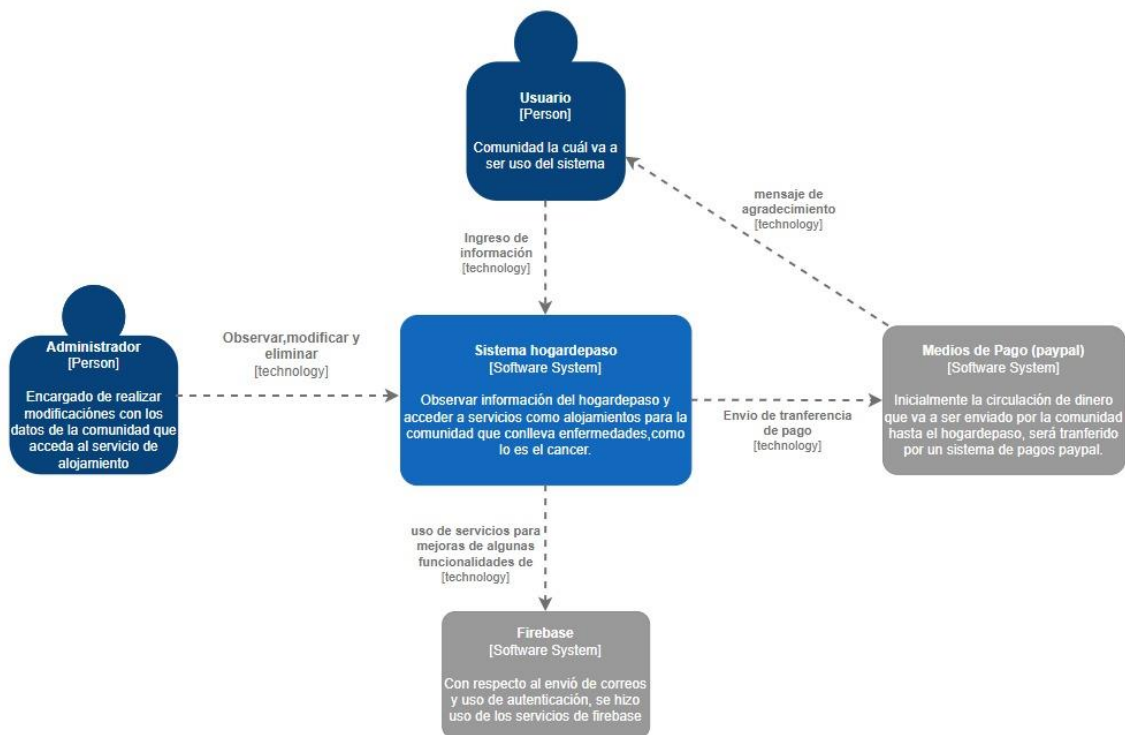 Usuario
[Person]
Comunidad la cuál va a
ser uso del sistema
mensaje de
agradecimiento
[technology]
Ingreso de
información
[technology]
Administrador
[Person]
Encargado de realizar
modificaciónes con los
datos de la comunidad que
acceda al servicio de
alojamiento
Observar,modificar y
eliminar
[technology]
Sistema hogardepaso
[Software System]
Observar información del hogardepaso y
acceder a servicios como alojamientos para la
comunidad que conlleva enfermedades,como
lo es el cancer.
Envio de tranferencia
de pago
[technology]
Medios de Pago (paypal)
[Software System]
Inicialmente la circulación de dinero
que va a ser enviado por la comunidad
hasta el hogardepaso, será tranferido
por un sistema de pagos paypal.
uso de servicios para
mejoras de algunas
funcionalidades de
[technology]
Firebase
[Software System]
Con respecto al envió de correos
y uso de autenticación, se hizo
uso de los servicios de firebase